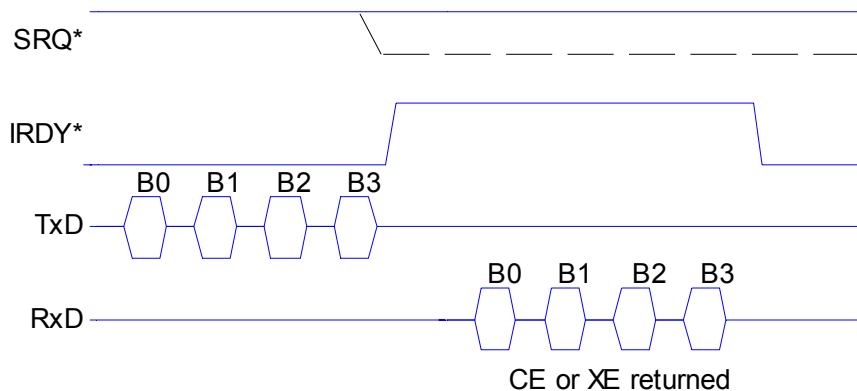 SRQ*
IRDY*
B0 B1 B2 B3
TxD
B0 B1 B2 B3
RxD
CE or XE returned